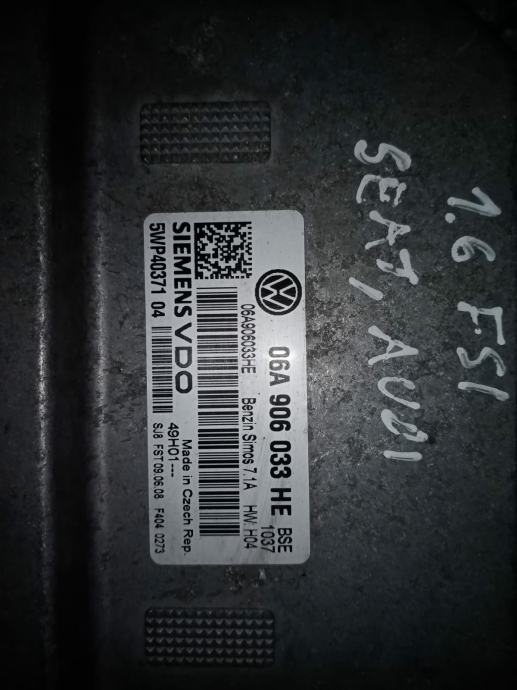 1.6 FSI
SEAT, AUDI
06A 906 033 HE BSE
1037
06A906033HE Benzin Simos 7.1A HW: H04
SIEMENS VDO Made in Czech Rep.
5WP40371 04 49H01---
SJ8 FST 09.06.08 F404 0273